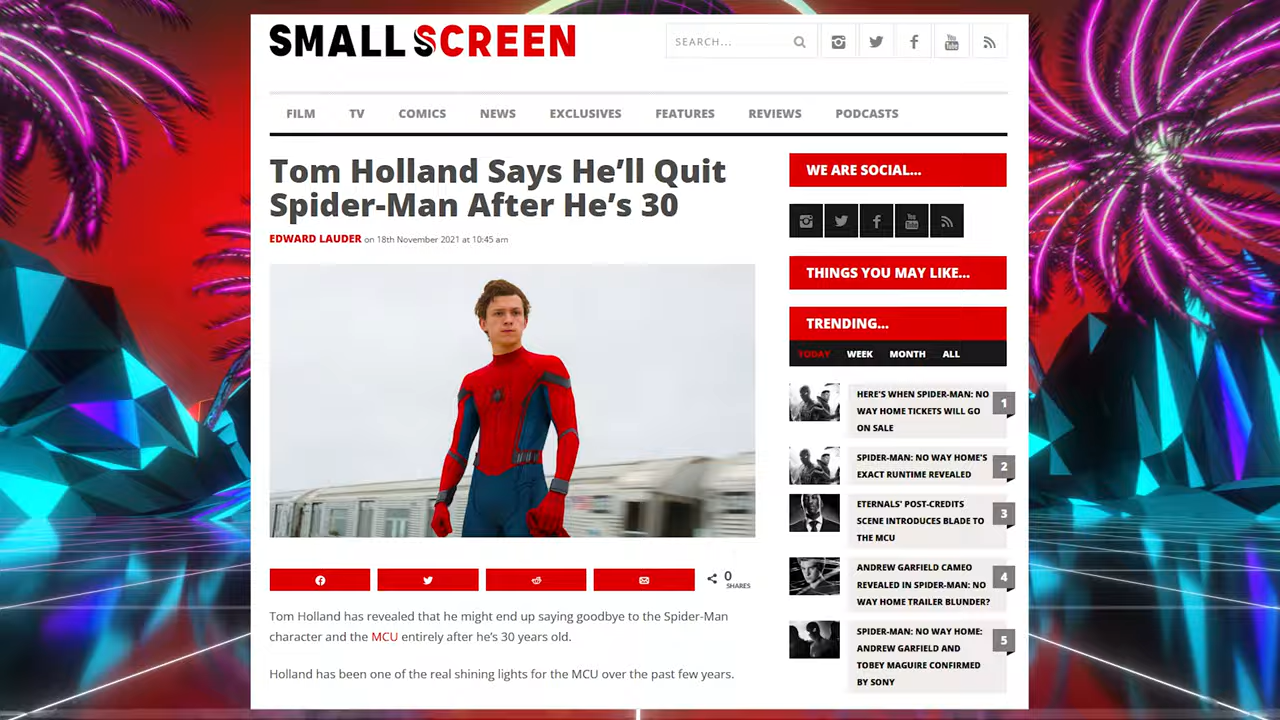 SMALL SCREEN
SEARCH...
FILM TV COMICS NEWS EXCLUSIVES FEATURES REVIEWS PODCASTS
Tom Holland Says He’ll Quit
Spider-Man After He’s 30
EDWARD LAUDER on 18th November 2021 at 10:45 am
0
SHARES
Tom Holland has revealed that he might end up saying goodbye to the Spider-Man
character and the MCU entirely after he’s 30 years old.
Holland has been one of the real shining lights for the MCU over the past few years.
WE ARE SOCIAL...
You Tube
THINGS YOU MAY LIKE...
TRENDING...
TODAY WEEK MONTH ALL
HERE'S WHEN SPIDER-MAN: NO
WAY HOME TICKETS WILL GO
ON SALE
1
SPIDER-MAN: NO WAY HOME'S
EXACT RUNTIME REVEALED
2
ETERNALS' POST-CREDITS
SCENE INTRODUCES BLADE TO
THE MCU
3
ANDREW GARFIELD CAMEO
REVEALED IN SPIDER-MAN: NO
WAY HOME TRAILER BLUNDER?
4
SPIDER-MAN: NO WAY HOME:
ANDREW GARFIELD AND
TOBEY MAGUIRE CONFIRMED
BY SONY
5